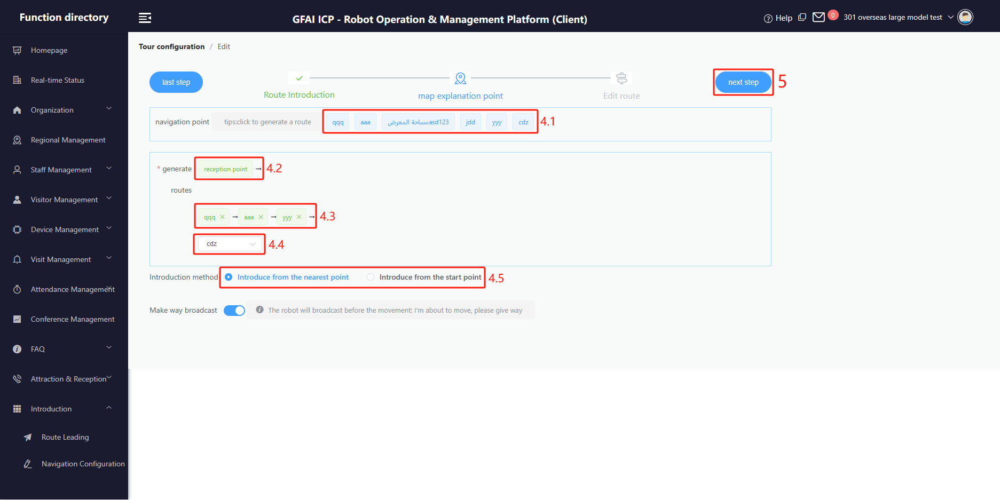 Function directory
GFAI ICP - Robot Operation & Management Platform (Client)
Help
0
301 overseas large model test
Homepage
Real-time Status
Organization
Regional Management
Staff Management
Visitor Management
Device Management
Visit Management
Attendance Management
Conference Management
FAQ
Attraction & Reception
Introduction
Route Leading
Navigation Configuration
Tour configuration / Edit
last step
Route Introduction
map explanation point
Edit route
next step
5
navigation point
tips:click to generate a route
qqq
aaa
مساحة المعرضasd123
jdd
yyy
cdz
4.1
* generate routes
reception point →
4.2
qqq × → aaa × → yyy × →
4.3
cdz
4.4
Introduction method
Introduce from the nearest point
Introduce from the start point
4.5
Make way broadcast
The robot will broadcast before the movement: I'm about to move, please give way